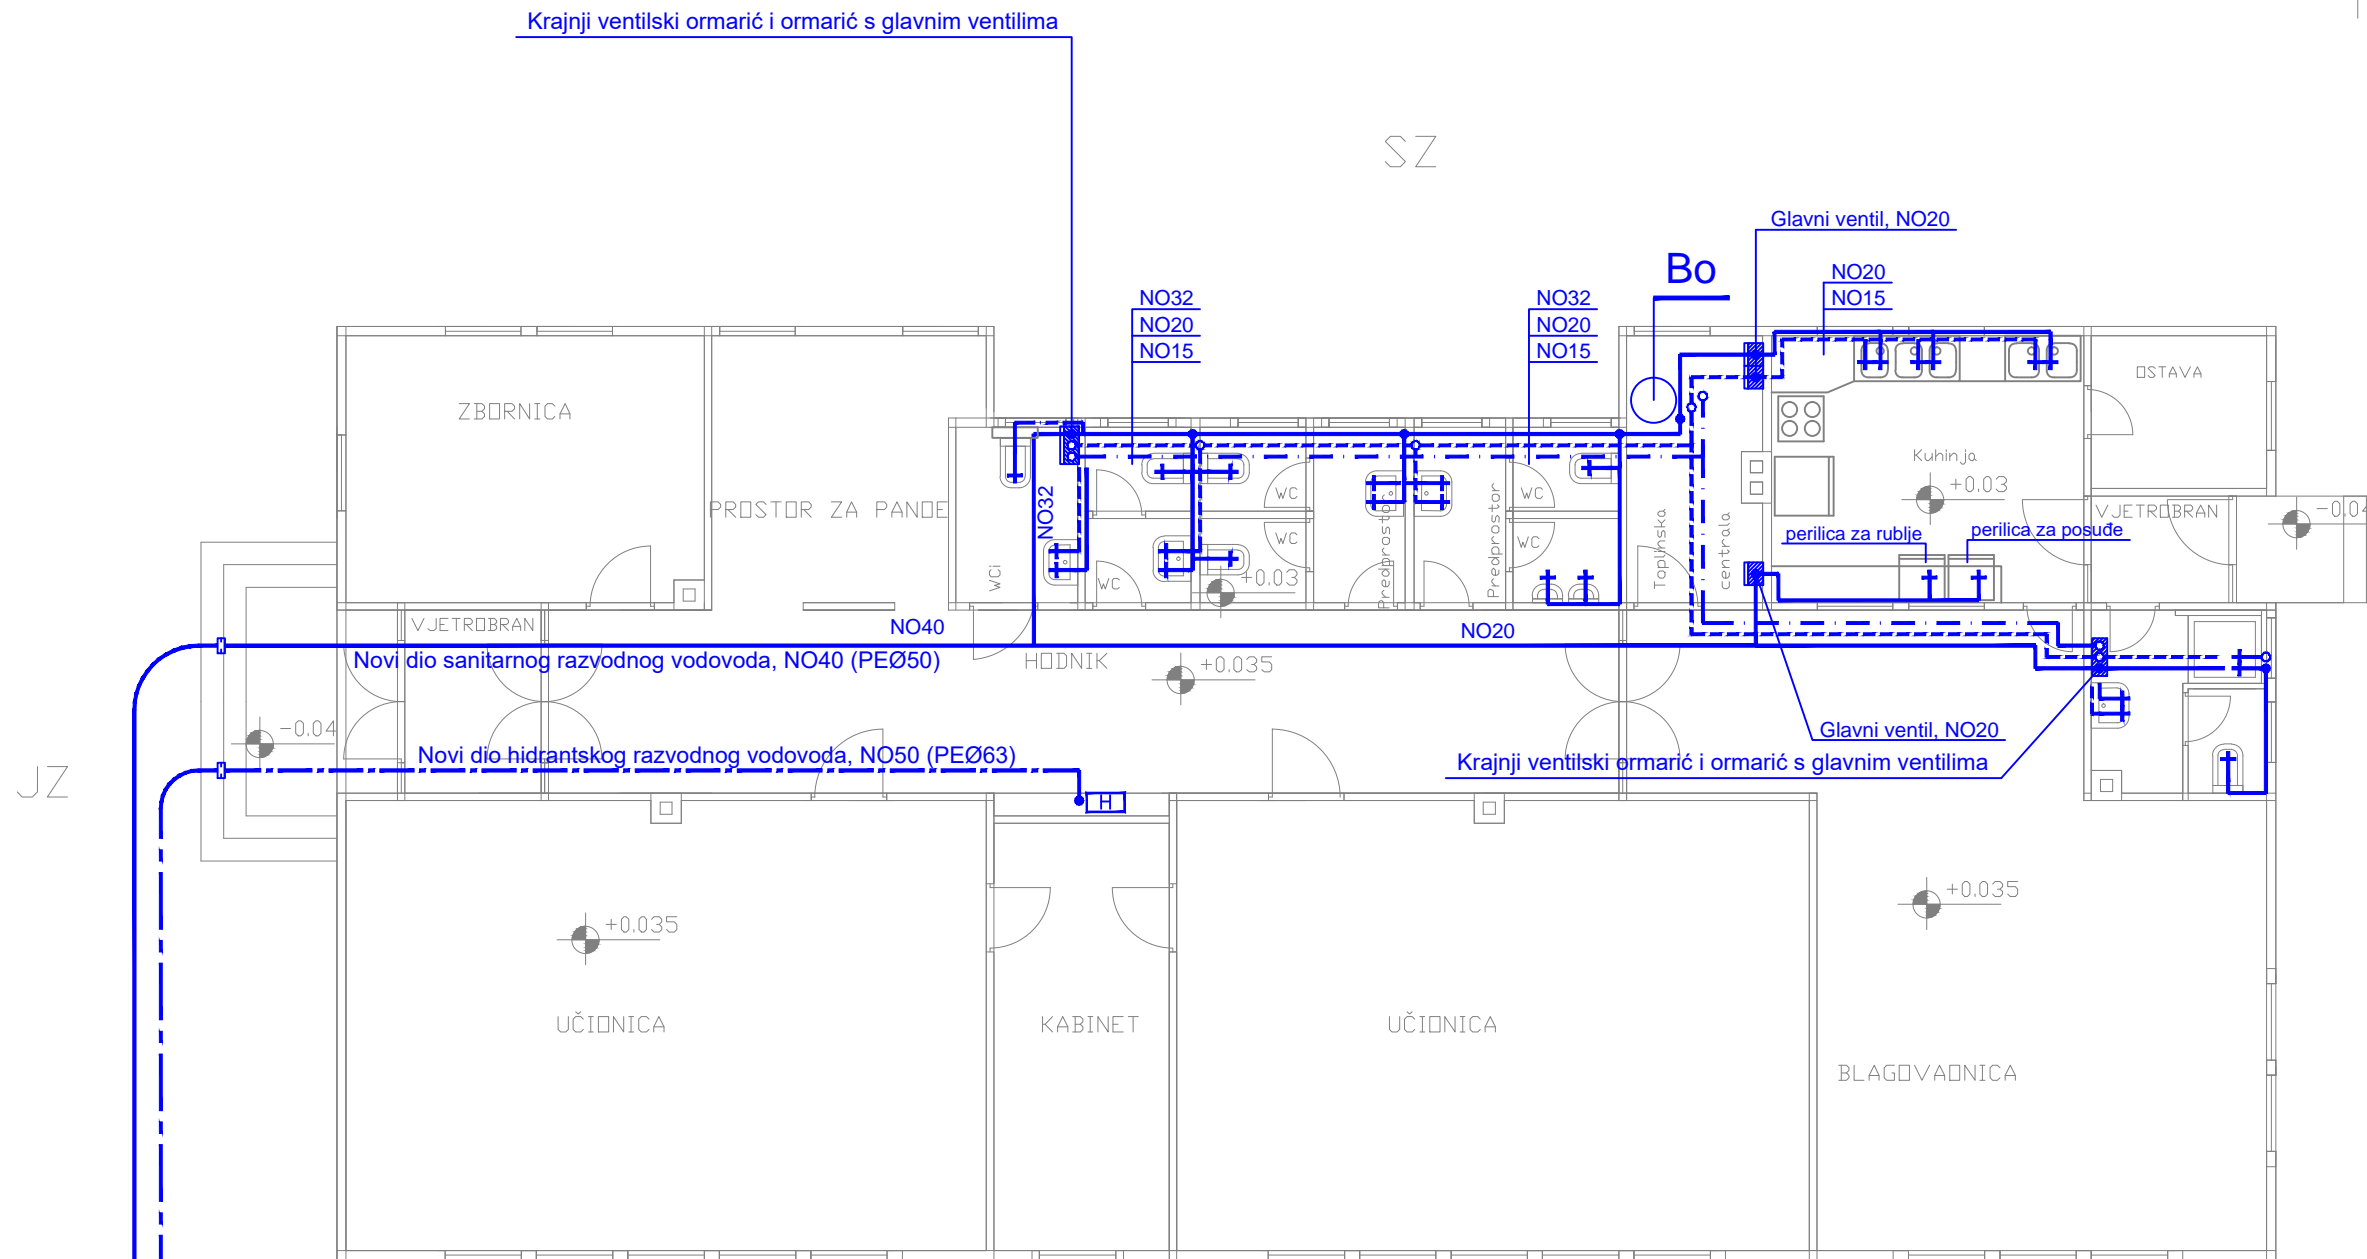 Krajnji ventilski ormarić i ormarić s glavnim ventilima
SZ
Glavni ventil, NO20
Bo
NO20
NO15
NO32
NO20
NO15
NO32
NO20
NO15
OSTAVA
ZBORNICA
Kuhinja
+0.03
PROSTOR ZA PANOE
NO32
WC
WC
WC
WC
WC
WCi
Predprostor
Predprostor
Toplinska
centrala
VJETROBRAN
-0.04
perilica za rublje
perilica za posuđe
+0.03
VJETROBRAN
NO40
NO20
Novi dio sanitarnog razvodnog vodovoda, NO40 (PEØ50)
HODNIK
+0.035
-0.04
Glavni ventil, NO20
Novi dio hidrantskog razvodnog vodovoda, NO50 (PEØ63)
Krajnji ventilski ormarić i ormarić s glavnim ventilima
JZ
H
+0.035
+0.035
UČIONICA
KABINET
UČIONICA
BLAGOVAONICA